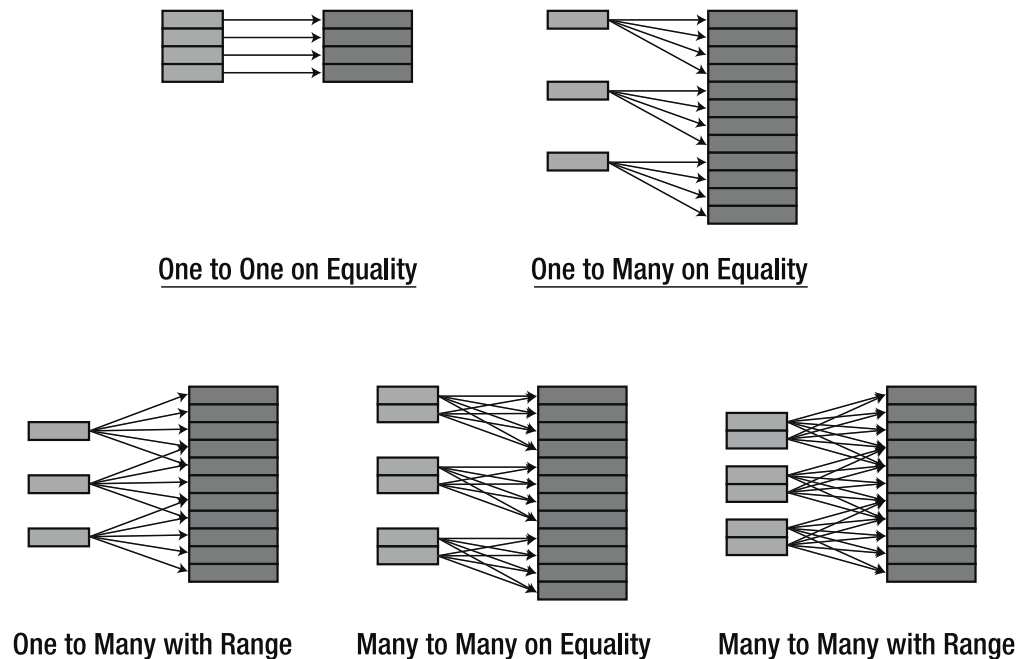 One to One on Equality
One to Many on Equality
One to Many with Range
Many to Many on Equality
Many to Many with Range